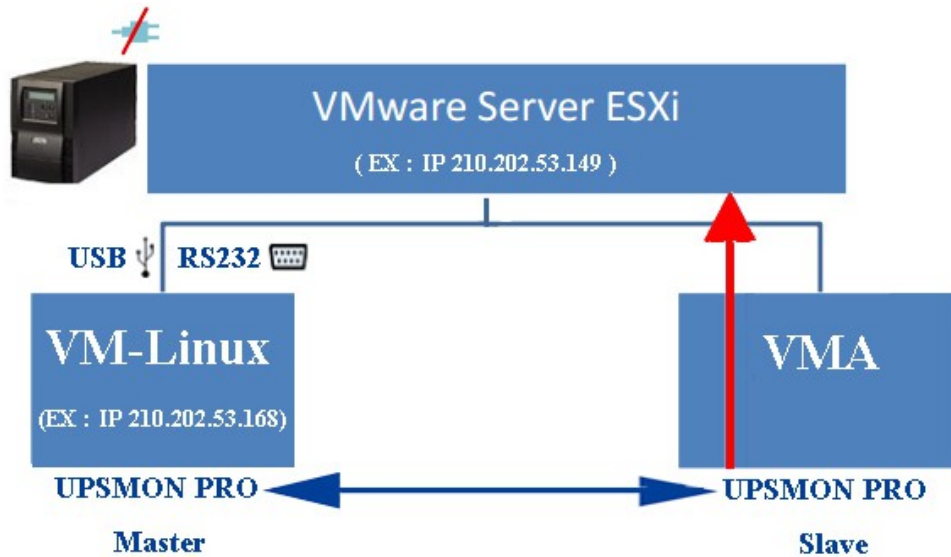 VMware Server ESXi
( EX : IP 210.202.53.149 )
USB RS232
VM-Linux
(EX : IP 210.202.53.168)
VMA
UPSMON PRO UPSMON PRO
Master Slave